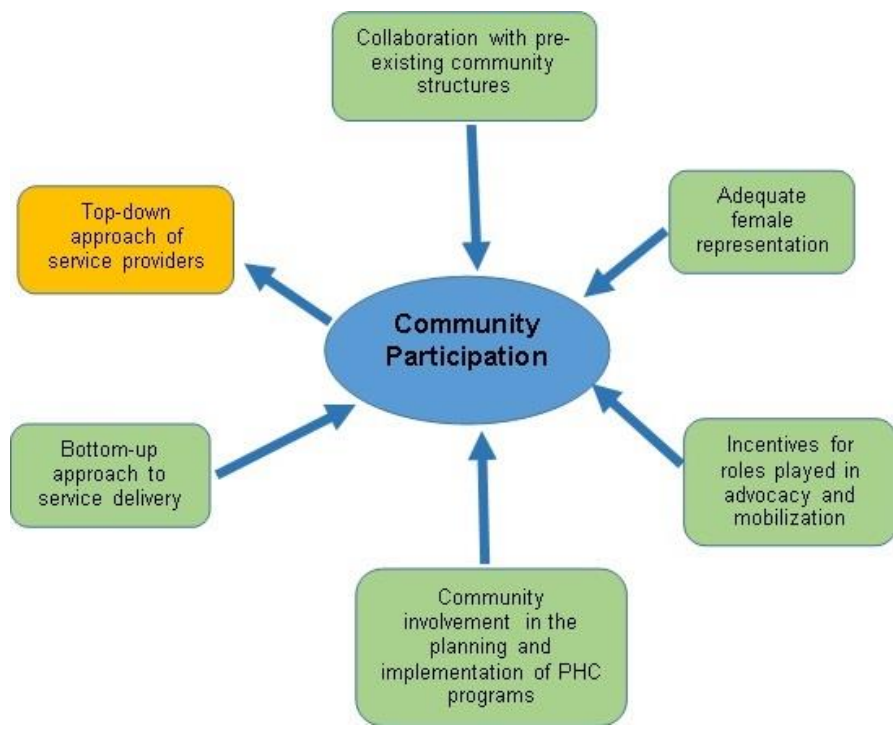 Collaboration with pre-
existing community
structures
Top-down
approach of
service providers
Adequate
female
representation
Community
Participation
Bottom-up
approach to
service delivery
Incentives for
roles played in
advocacy and
mobilization
Community
involvement in the
planning and
implementation of PHC
programs